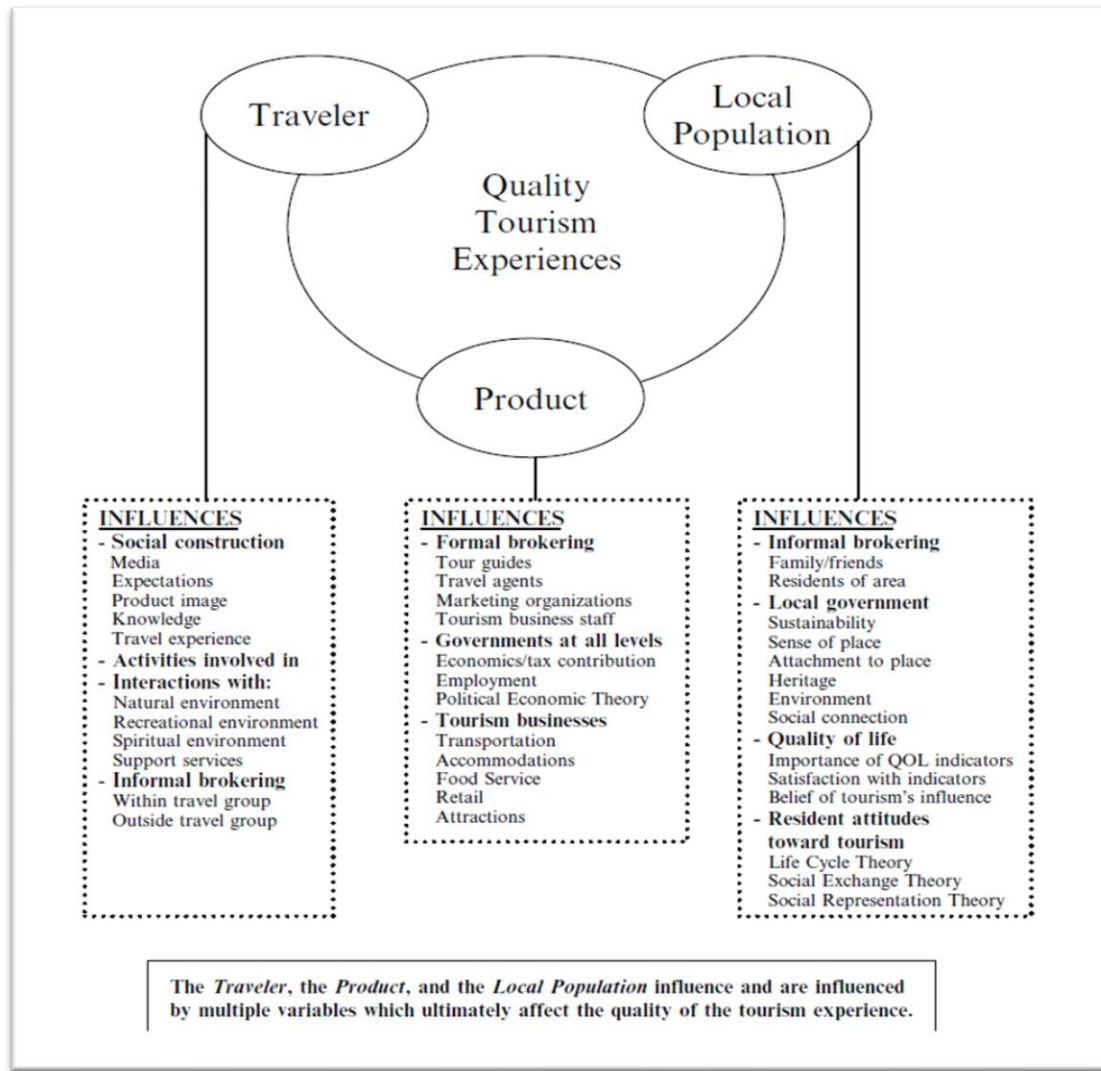 Traveler
Local
Population
Quality
Tourism
Experiences
Product
INFLUENCES
- Social construction
Media
Expectations
Product image
Knowledge
Travel experience
- Activities involved in
- Interactions with:
Natural environment
Recreational environment
Spiritual environment
Support services
- Informal brokering
Within travel group
Outside travel group
INFLUENCES
- Formal brokering
Tour guides
Travel agents
Marketing organizations
Tourism business staff
- Governments at all levels
Economics/tax contribution
Employment
Political Economic Theory
- Tourism businesses
Transportation
Accommodations
Food Service
Retail
Attractions
INFLUENCES
- Informal brokering
Family/friends
Residents of area
- Local government
Sustainability
Sense of place
Attachment to place
Heritage
Environment
Social connection
- Quality of life
Importance of QOL indicators
Satisfaction with indicators
Belief of tourism's influence
- Resident attitudes
toward tourism
Life Cycle Theory
Social Exchange Theory
Social Representation Theory
The Traveler, the Product, and the Local Population influence and are influenced
by multiple variables which ultimately affect the quality of the tourism experience.